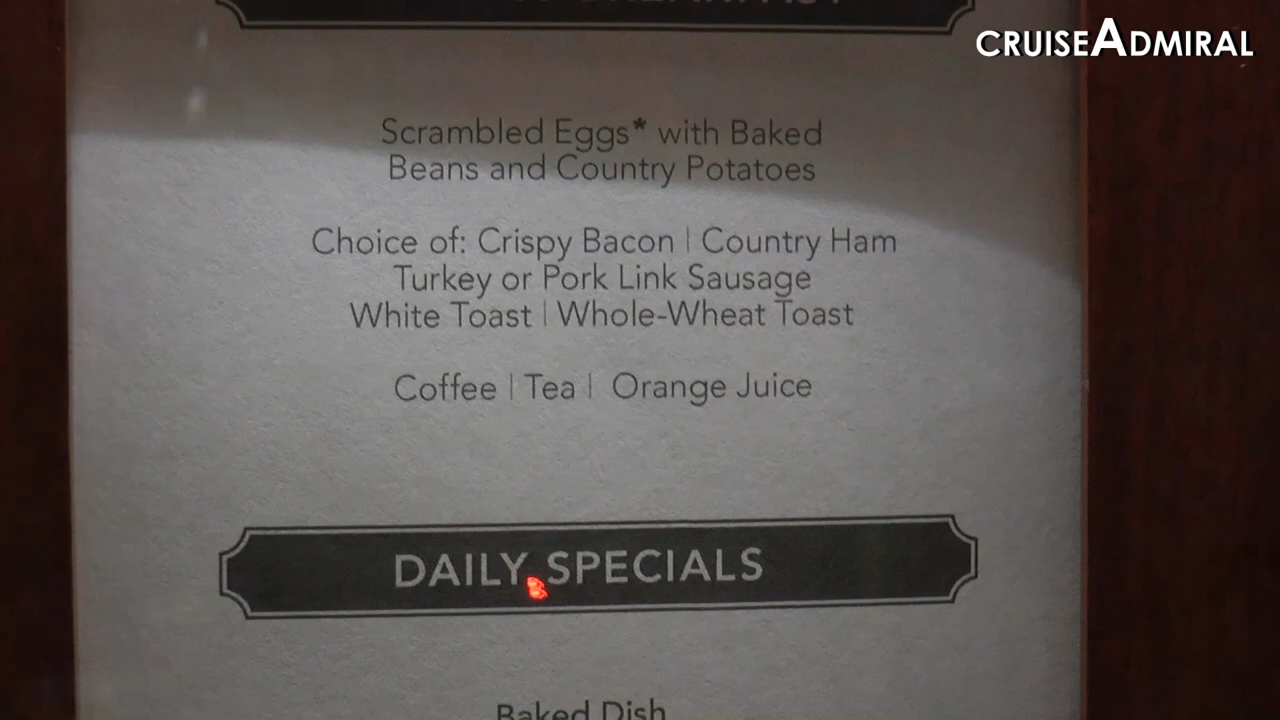 BREAKFAST
CRUISEADMIRAL
Scrambled Eggs* with Baked
Beans and Country Potatoes
Choice of: Crispy Bacon | Country Ham
Turkey or Pork Link Sausage
White Toast | Whole-Wheat Toast
Coffee | Tea | Orange Juice
DAILY SPECIALS
Baked Dish